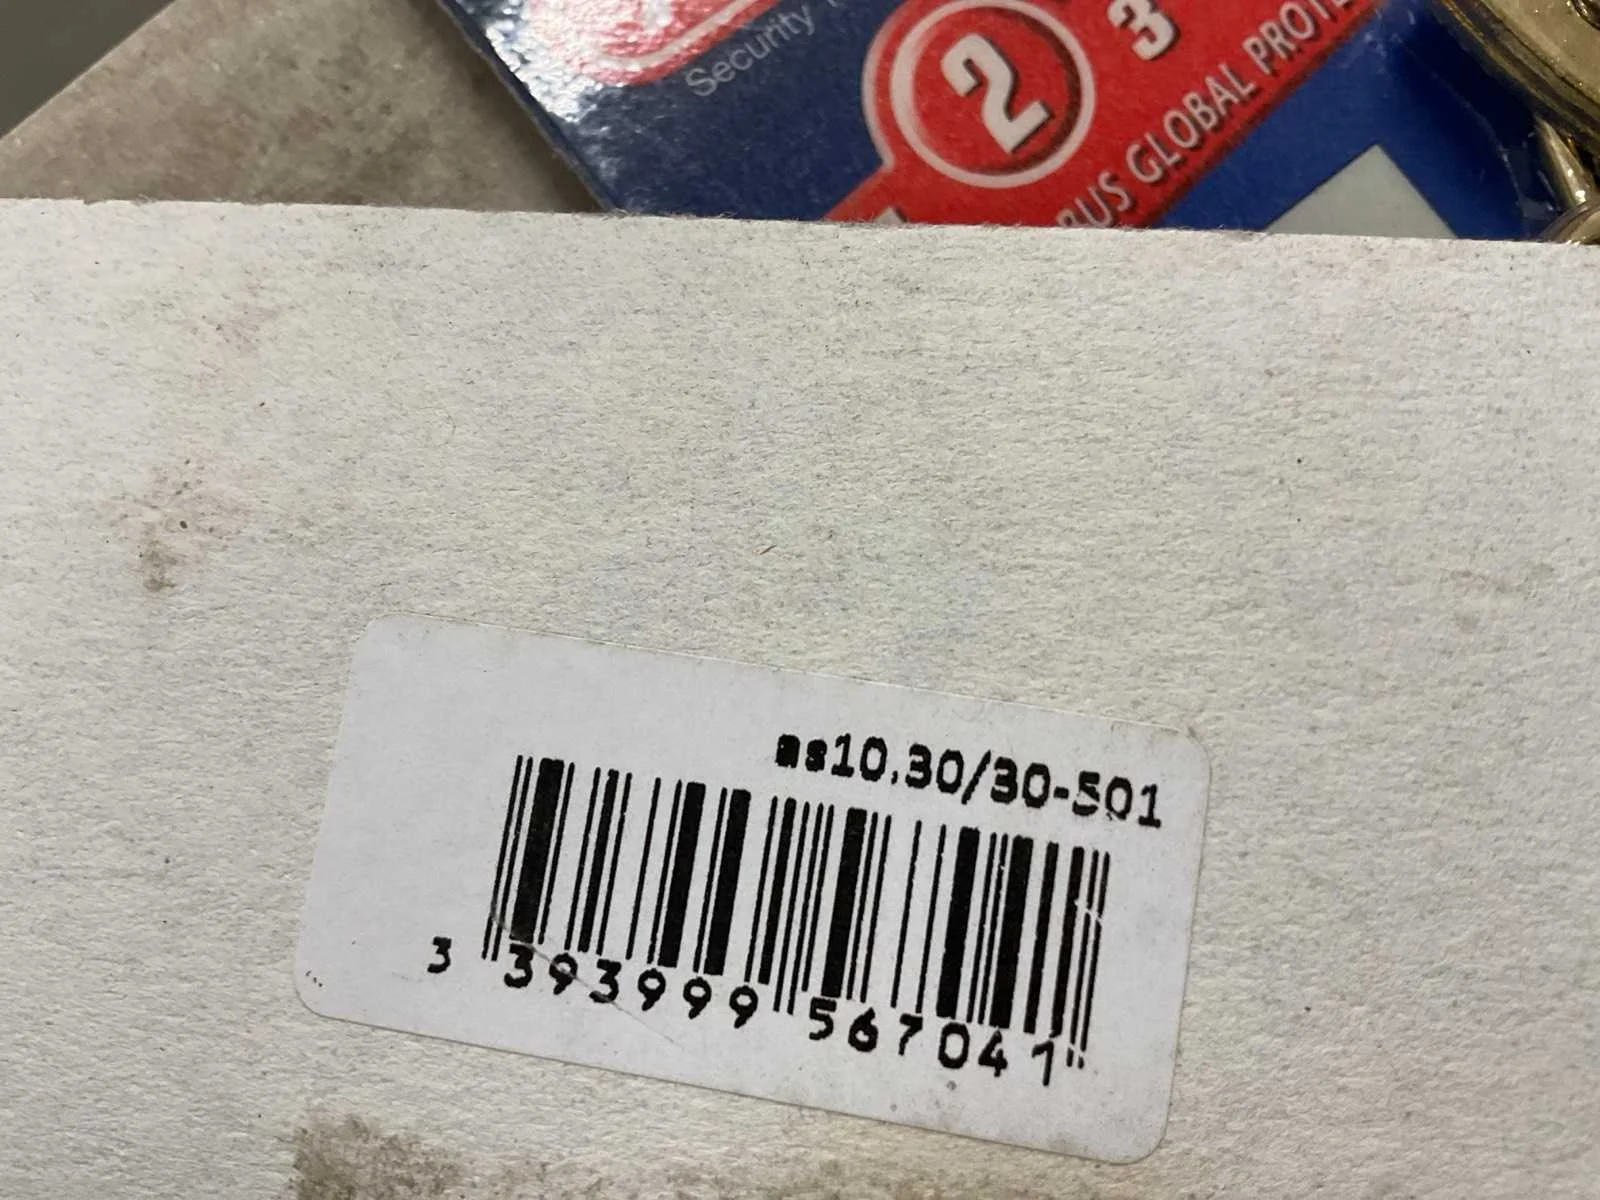 Security
2
3
BUS GLOBAL PROTE
as10.30/30-501
3 393999 567041